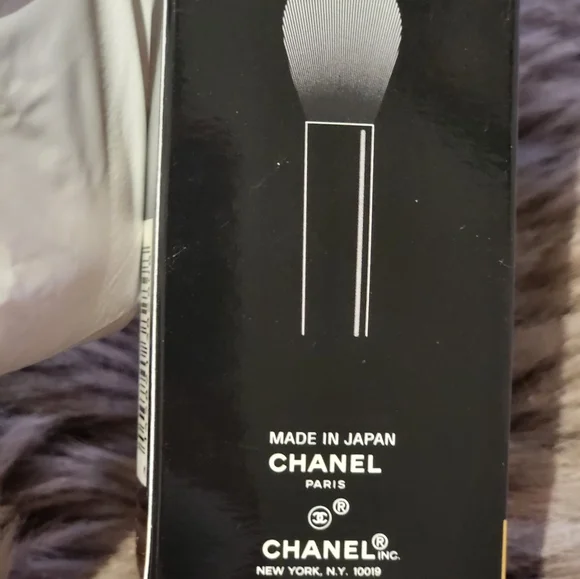 MADE IN JAPAN
CHANEL
PARIS
®
CHANEL® INC.
NEW YORK, N.Y. 10019